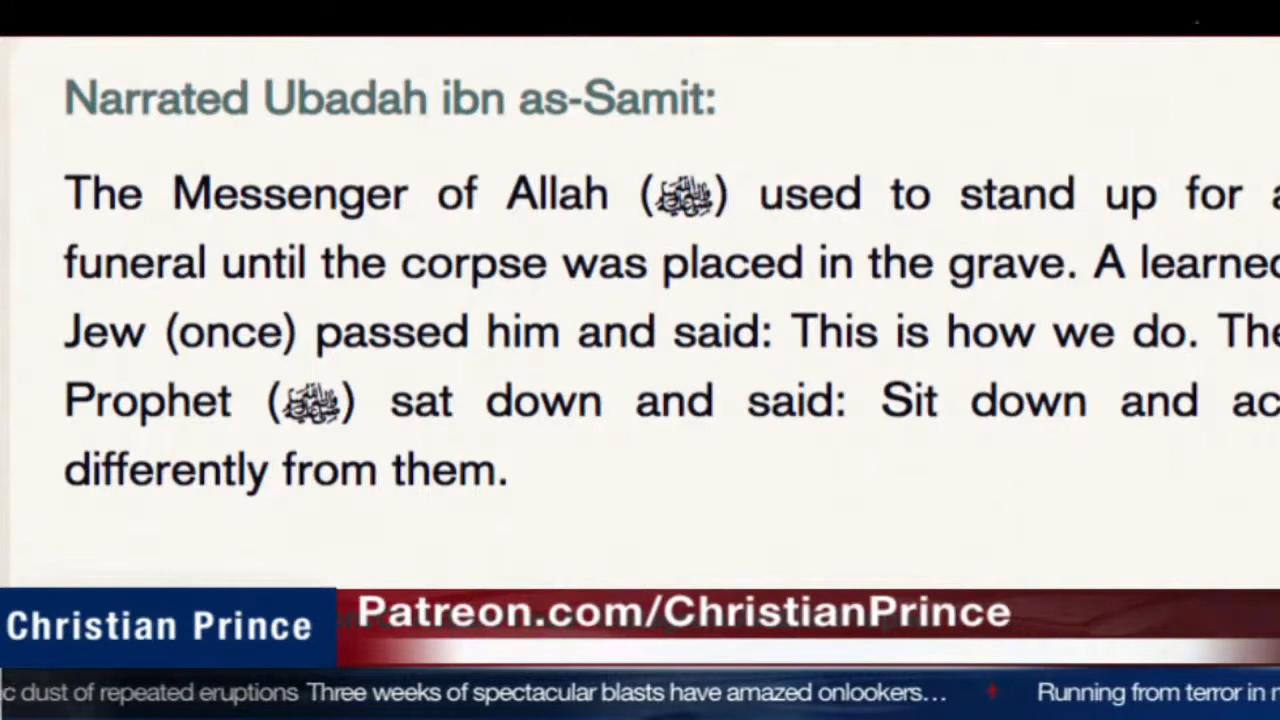 Narrated Ubadah ibn as-Samit:
The Messenger of Allah (ﷺ) used to stand up for a
funeral until the corpse was placed in the grave. A learned
Jew (once) passed him and said: This is how we do. The
Prophet (ﷺ) sat down and said: Sit down and ac
differently from them.
Christian Prince
Patreon.com/ChristianPrince
c dust of repeated eruptions Three weeks of spectacular blasts have amazed onlookers... Running from terror in